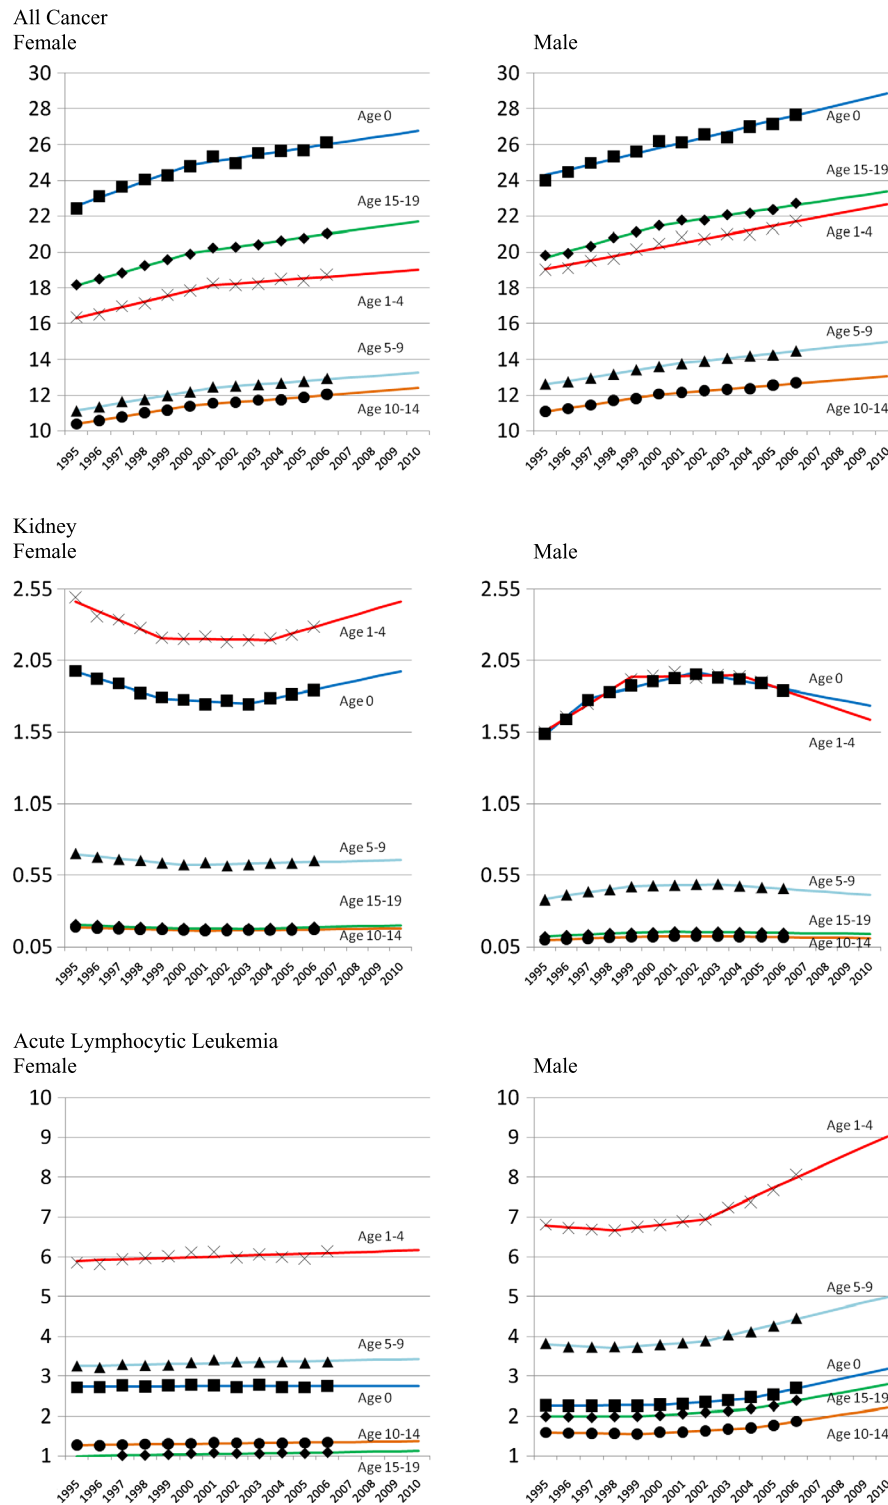 All Cancer
Female
Male
30
28
26
24
22
20
18
16
14
12
10
Age 0
Age 15-19
Age 1-4
Age 5-9
Age 10-14
1995 1996 1997 1998 1999 2000 2001 2002 2003 2004 2005 2006 2007 2008 2009 2010
30
28
26
24
22
20
18
16
14
12
10
Age 0
Age 15-19
Age 1-4
Age 5-9
Age 10-14
1995 1996 1997 1998 1999 2000 2001 2002 2003 2004 2005 2006 2007 2008 2009 2010
Kidney
Female
Male
2.55
2.05
1.55
1.05
0.55
0.05
Age 1-4
Age 0
Age 5-9
Age 15-19
Age 10-14
1995 1996 1997 1998 1999 2000 2001 2002 2003 2004 2005 2006 2007 2008 2009 2010
2.55
2.05
1.55
1.05
0.55
0.05
Age 0
Age 1-4
Age 5-9
Age 15-19
Age 10-14
1995 1996 1997 1998 1999 2000 2001 2002 2003 2004 2005 2006 2007 2008 2009 2010
Acute Lymphocytic Leukemia
Female
Male
10
9
8
7
6
5
4
3
2
1
Age 1-4
Age 5-9
Age 0
Age 10-14
Age 15-19
1995 1996 1997 1998 1999 2000 2001 2002 2003 2004 2005 2006 2007 2008 2009 2010
10
9
8
7
6
5
4
3
2
1
Age 1-4
Age 5-9
Age 0
Age 15-19
Age 10-14
1995 1996 1997 1998 1999 2000 2001 2002 2003 2004 2005 2006 2007 2008 2009 2010